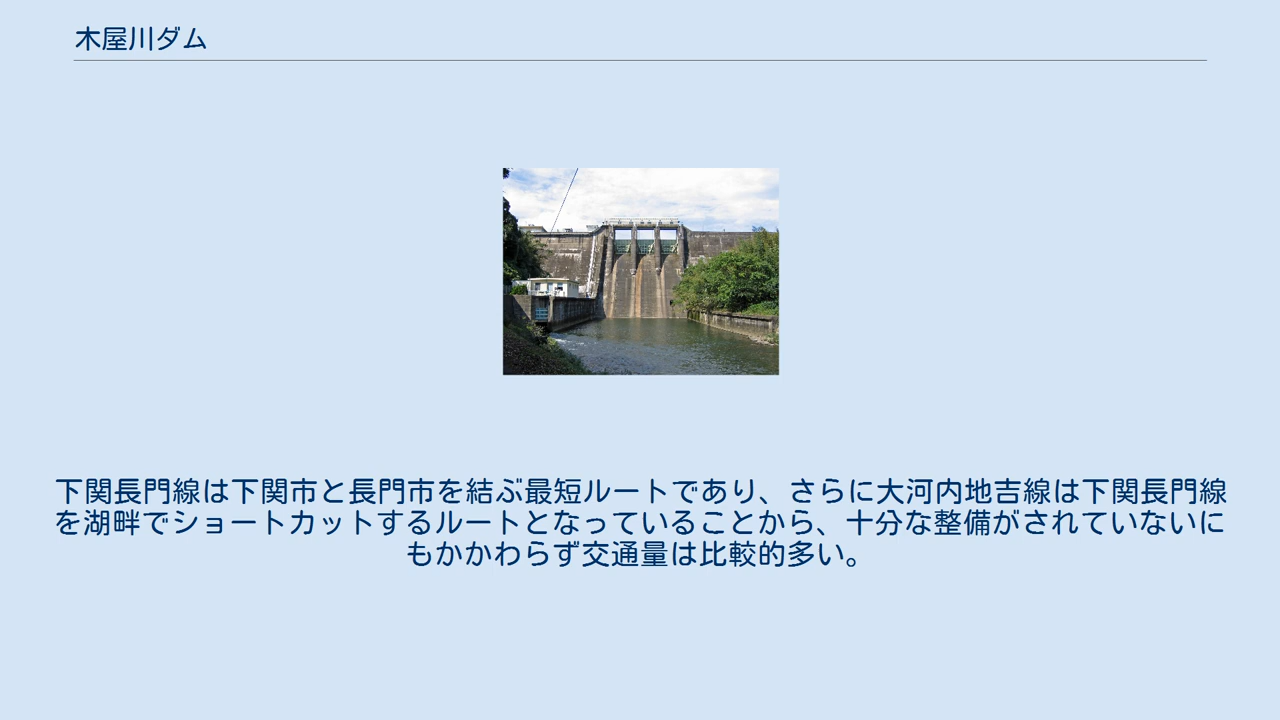 木屋川ダム
下関長門線は下関市と長門市を結ぶ最短ルートであり、さらに大河内地吉線は下関長門線
を湖畔でショートカットするルートとなっていることから、十分な整備がされていないに
もかかわらず交通量は比較的多い。